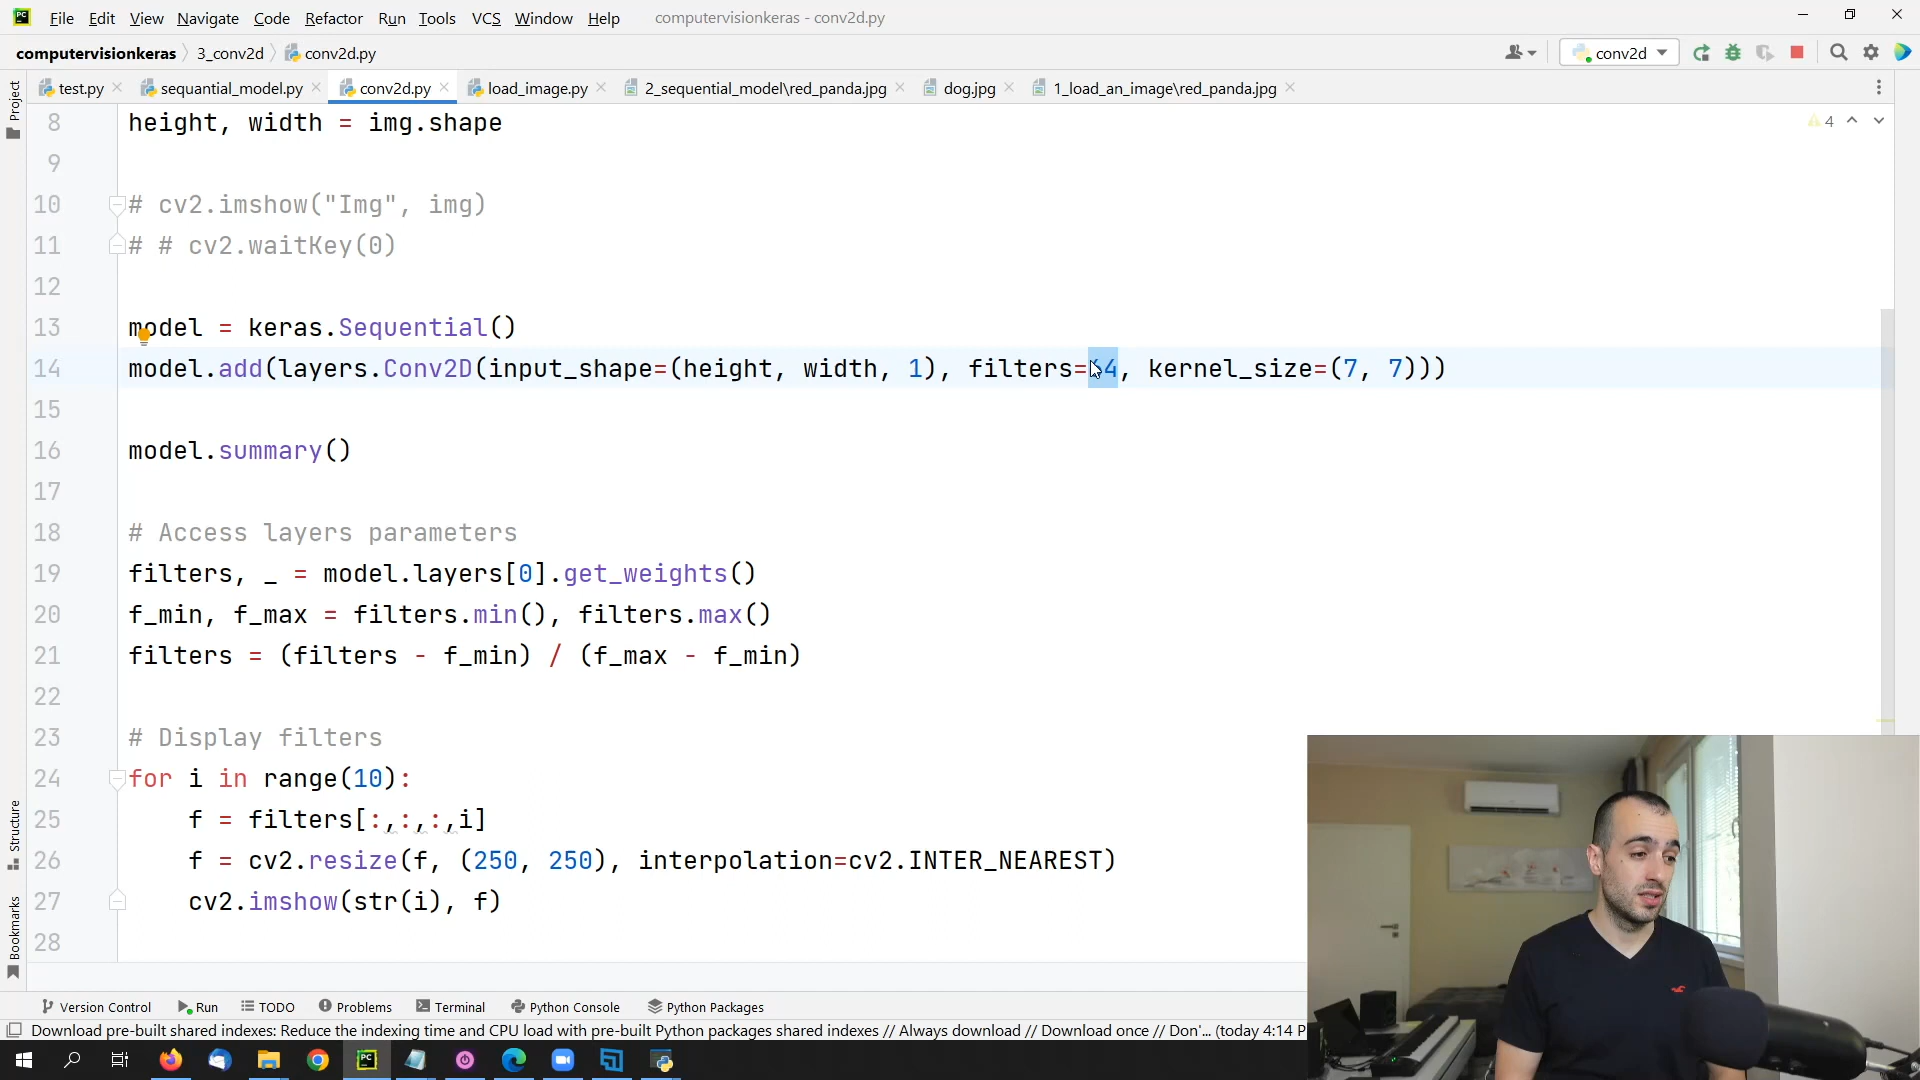 PC File Edit View Navigate Code Refactor Run Tools VCS Window Help computervisionkeras - conv2d.py
computervisionkeras 3_conv2d conv2d.py conv2d
test.py sequantial_model.py conv2d.py load_image.py 2_sequential_model\red_panda.jpg dog.jpg 1_load_an_image\red_panda.jpg
Project
8 height, width = img.shape
4
9
10 # cv2.imshow("Img", img)
11 # # cv2.waitKey(0)
12
13 model = keras.Sequential()
14 model.add(layers.Conv2D(input_shape=(height, width, 1), filters=64, kernel_size=(7, 7)))
15
16 model.summary()
17
18 # Access layers parameters
19 filters, _ = model.layers[0].get_weights()
20 f_min, f_max = filters.min(), filters.max()
21 filters = (filters - f_min) / (f_max - f_min)
22
23 # Display filters
24 for i in range(10):
25 f = filters[:,:,:,i]
26 f = cv2.resize(f, (250, 250), interpolation=cv2.INTER_NEAREST)
27 cv2.imshow(str(i), f)
28
Structure
Bookmarks
Version Control Run TODO Problems Terminal Python Console Python Packages
Download pre-built shared indexes: Reduce the indexing time and CPU load with pre-built Python packages shared indexes // Always download // Download once // Don'... (today 4:14 P
PC